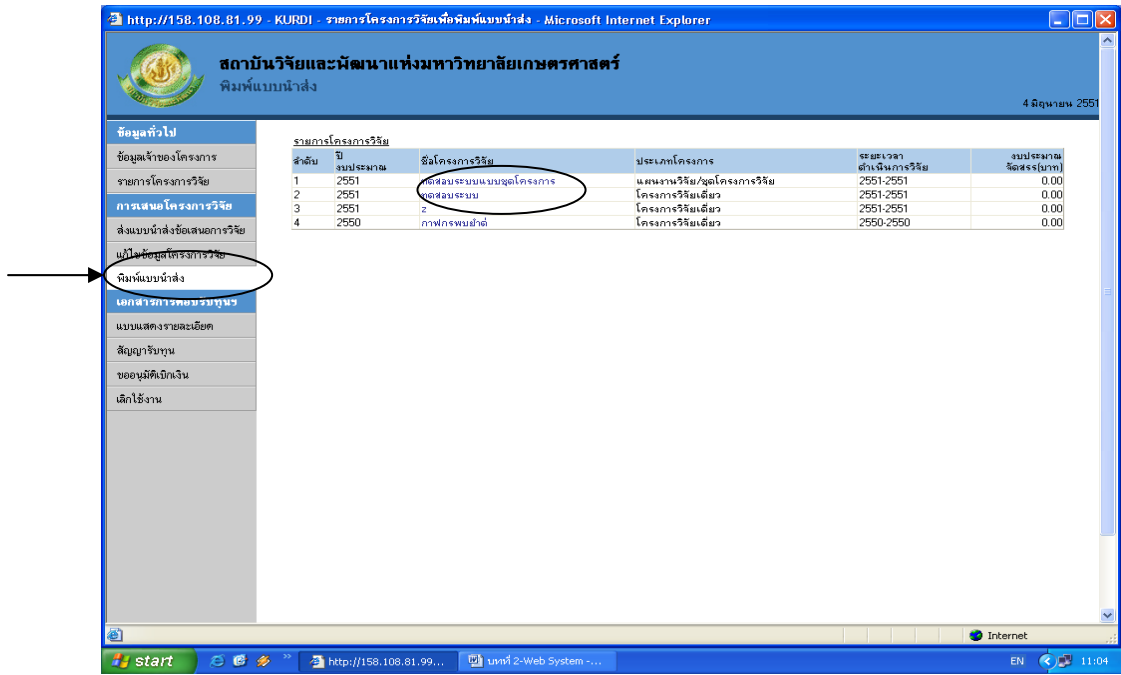 http://158.108.81.99 - KURDI - รายการโครงการวิจัยเพื่อพิมพ์แบบนำส่ง - Microsoft Internet Explorer
สถาบันวิจัยและพัฒนาแห่งมหาวิทยาลัยเกษตรศาสตร์
พิมพ์แบบนำส่ง
4 มิถุนายน 2551
ข้อมูลทั่วไป
ข้อมูลเจ้าของโครงการ
รายการโครงการวิจัย
การเสนอโครงการวิจัย
ส่งแบบนำส่งข้อเสนอการวิจัย
แก้ไขข้อมูลโครงการวิจัย
พิมพ์แบบนำส่ง
เอกสารการตอบรับทุนฯ
แบบแสดงรายละเอียด
สัญญารับทุน
ขออนุมัติเบิกเงิน
เลิกใช้งาน
รายการโครงการวิจัย
ลำดับ ปีงบประมาณ ชื่อโครงการวิจัย ประเภทโครงการ ระยะเวลาดำเนินการวิจัย งบประมาณจัดสรร(บาท)
1 2551 ทดสอบระบบแบบชุดโครงการ แผนงานวิจัย/ชุดโครงการวิจัย 2551-2551 0.00
2 2551 ทดสอบระบบ โครงการวิจัยเดี่ยว 2551-2551 0.00
3 2551 2 โครงการวิจัยเดี่ยว 2551-2551 0.00
4 2550 โครงการวิจัยเดี่ยว 2550-2550 0.00
Internet
start
http://158.108.81.99...
บทที่ 2-Web System -...
EN 11:04